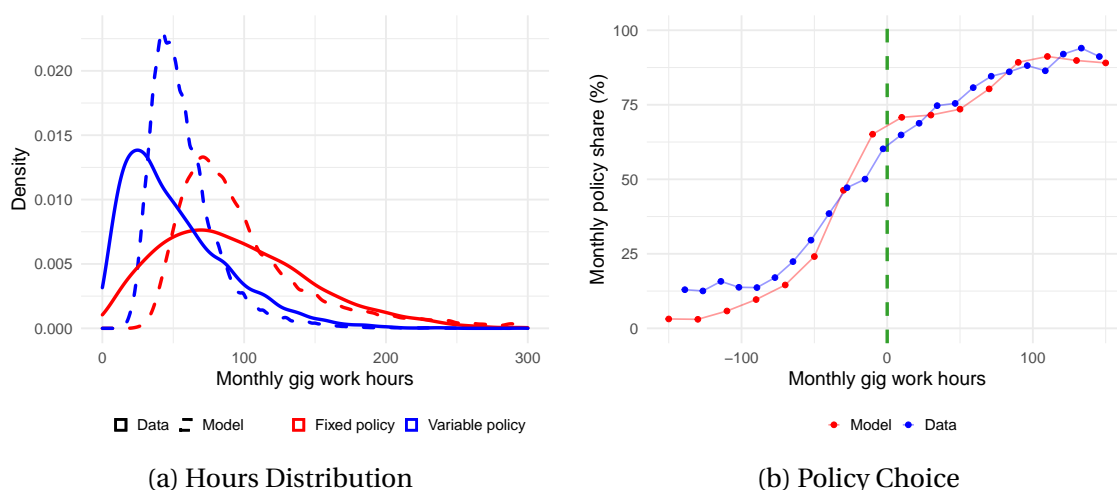 0.020
0.015
0.010
0.005
0.000
Density
0 100 200 300
Monthly gig work hours
Data Model Fixed policy Variable policy
(a) Hours Distribution
100
75
50
25
0
Monthly policy share (%)
−100 0 100
Monthly gig work hours
Model Data
(b) Policy Choice